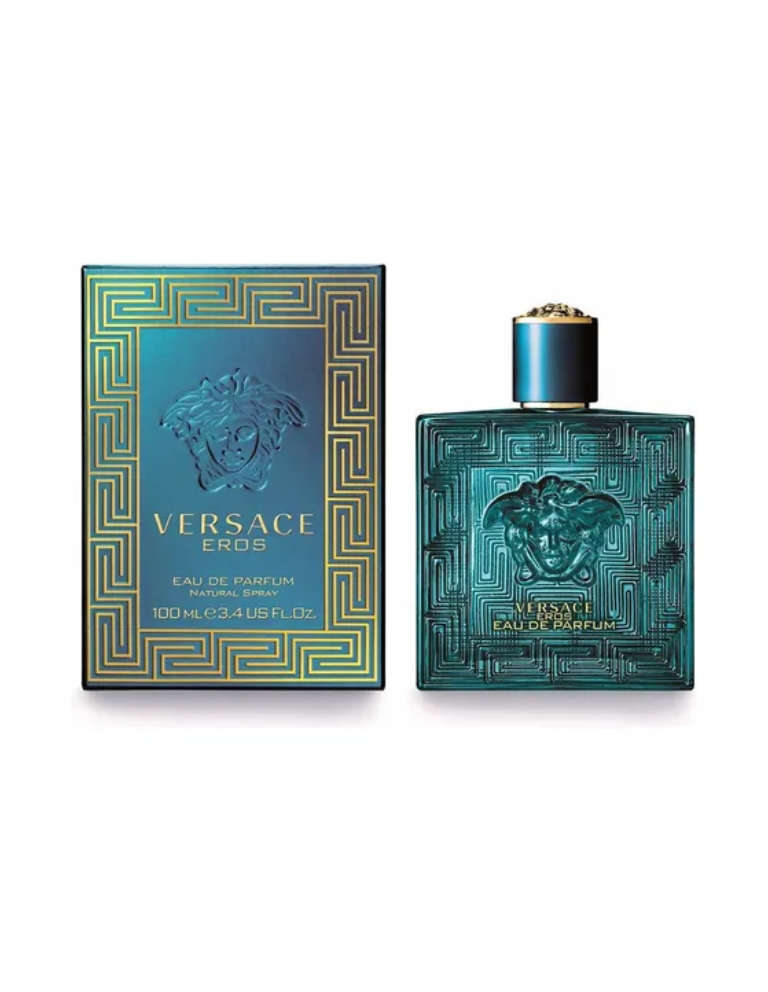 VERSACE
EROS
EAU DE PARFUM
NATURAL SPRAY
100 ML e 3.4 US FL.OZ.
VERSACE
EROS
EAU DE PARFUM